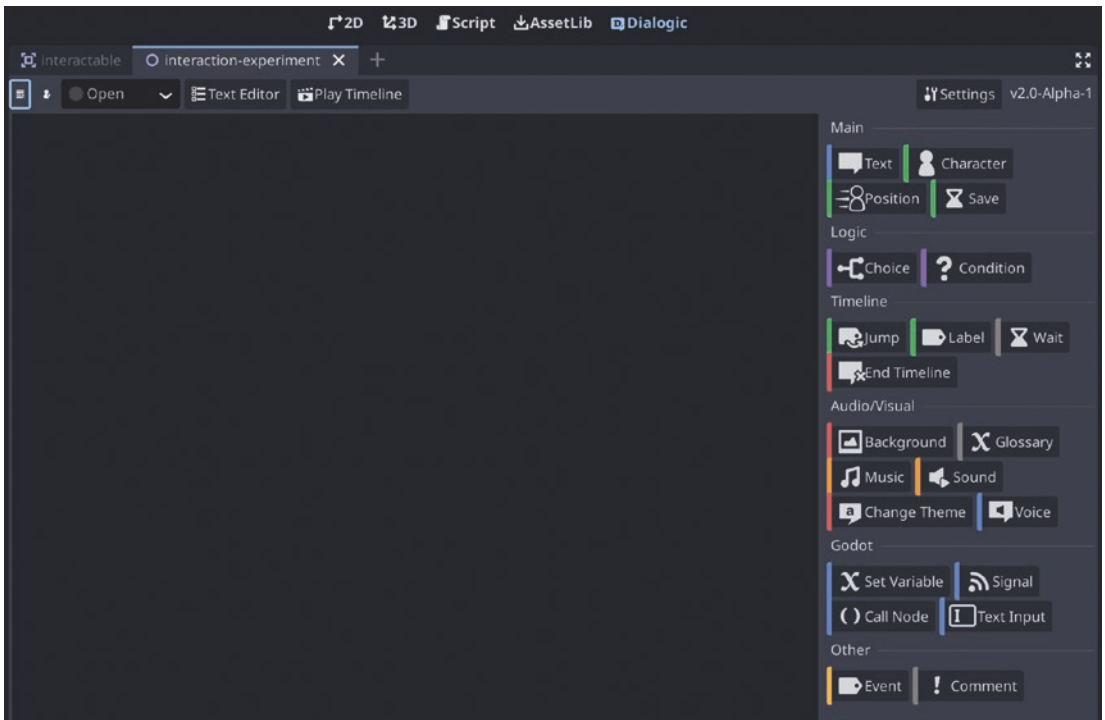 2D 3D Script AssetLib Dialogic
interactable interaction-experiment
Open Text Editor Play Timeline Settings v2.0-Alpha-1
Main
Text Character
Position Save
Logic
Choice Condition
Timeline
Jump Label Wait
End Timeline
Audio/Visual
Background Glossary
Music Sound
Change Theme Voice
Godot
Set Variable Signal
Call Node Text Input
Other
Event Comment